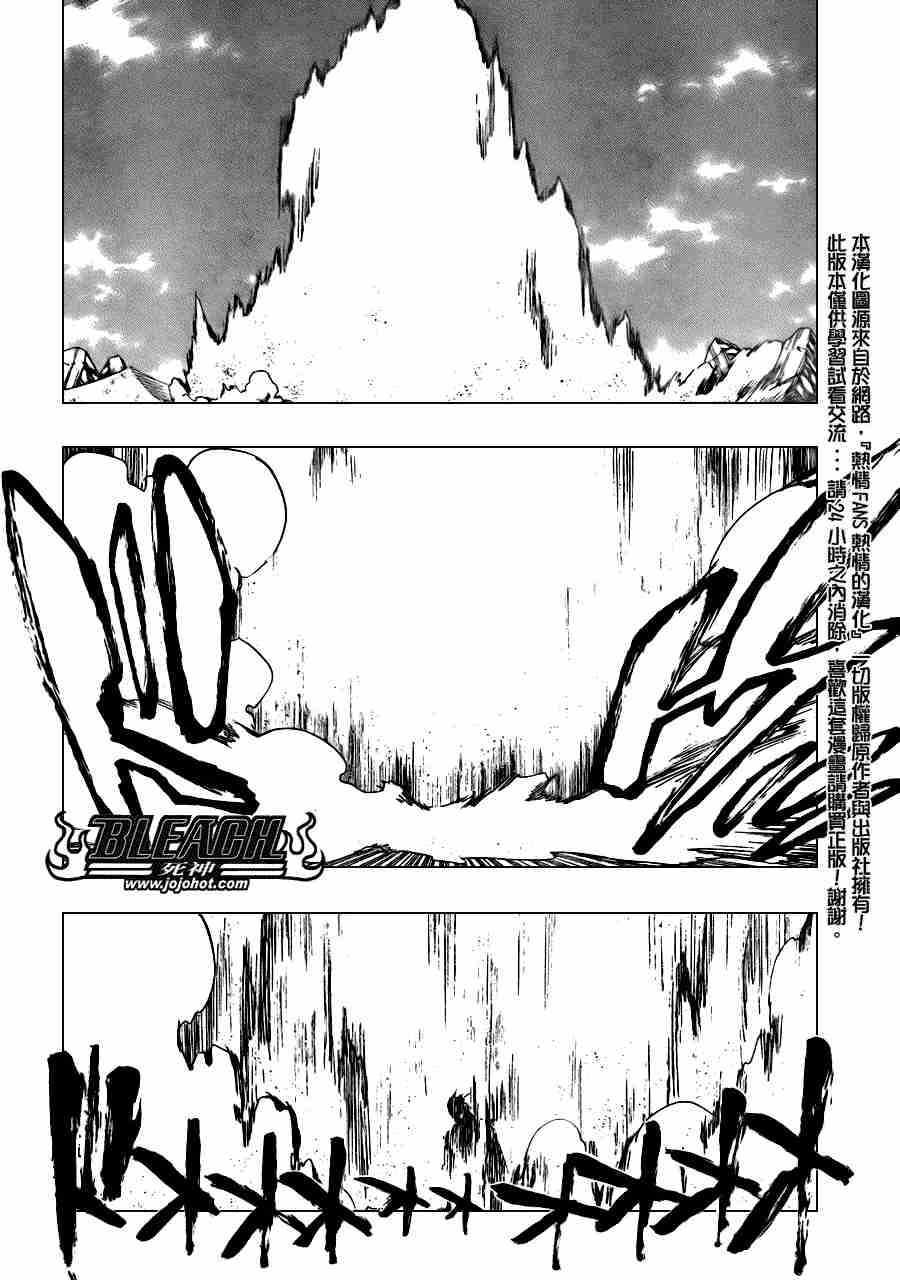 本漢化圖源來自於網路．『熱情FANS熱情的漢化』一切版權歸原作者與出版社擁有！
此版本僅供學習試看交流... 請24小時之內消除．喜歡這套漫畫請購買正版！謝謝。
BLEACH
死神
www.jojohot.com